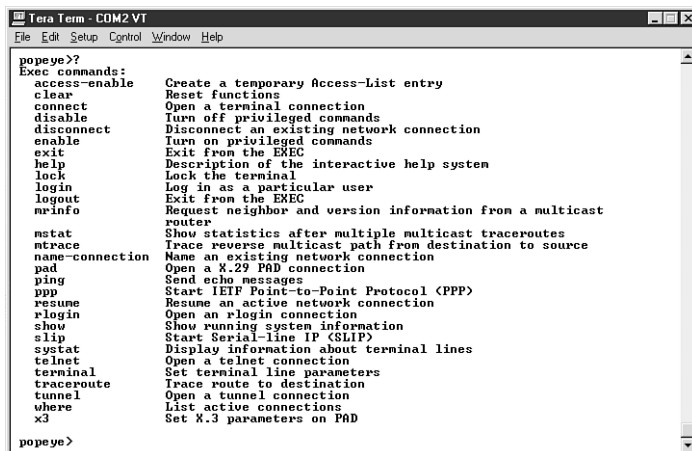 Tera Term - COM2 VT
File Edit Setup Control Window Help
popeye>?
Exec commands:
access-enable Create a temporary Access-List entry
clear Reset functions
connect Open a terminal connection
disable Turn off privileged commands
disconnect Disconnect an existing network connection
enable Turn on privileged commands
exit Exit from the EXEC
help Description of the interactive help system
lock Lock the terminal
login Log in as a particular user
logout Exit from the EXEC
mrinfo Request neighbor and version information from a multicast
router
mstat Show statistics after multiple multicast traceroutes
mtrace Trace reverse multicast path from destination to source
name-connection Name an existing network connection
pad Open a X.29 PAD connection
ping Send echo messages
ppp Start IETF Point-to-Point Protocol (PPP)
resume Resume an active network connection
rlogin Open an rlogin connection
show Show running system information
slip Start Serial-line IP (SLIP)
systat Display information about terminal lines
telnet Open a telnet connection
terminal Set terminal line parameters
traceroute Trace route to destination
tunnel Open a tunnel connection
where List active connections
x3 Set X.3 parameters on PAD
popeye>